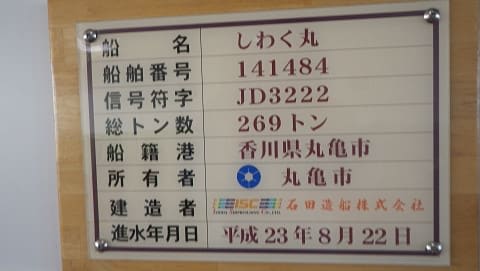 船名 しわく丸
船舶番号 141484
信号符字 JD3222
総トン数 269トン
船籍港 香川県丸亀市
所有者 丸亀市
建造者 ISC 石田造船株式会社
進水年月日 平成23年8月22日